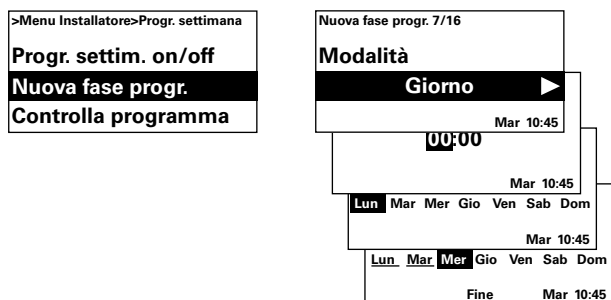 >Menu Installatore>Progr. settimana
Progr. settim. on/off
Nuova fase progr.
Controlla programma
Nuova fase progr. 7/16
Modalità
Giorno
Mar 10:45
00:00
Mar 10:45
Lun Mar Mer Gio Ven Sab Dom
Mar 10:45
Lun Mar Mer Gio Ven Sab Dom
Fine Mar 10:45